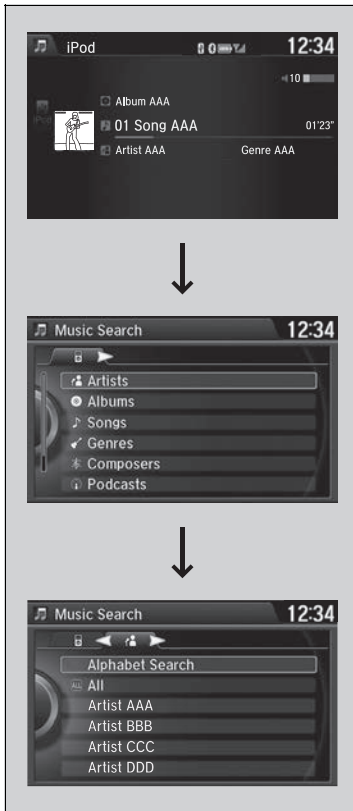 iPod 12:34
10
Album AAA
iPod
01 Song AAA 01'23"
Artist AAA Genre AAA
Music Search 12:34
Artists
Albums
Songs
Genres
Composers
Podcasts
Music Search 12:34
Alphabet Search
ALL All
Artist AAA
Artist BBB
Artist CCC
Artist DDD